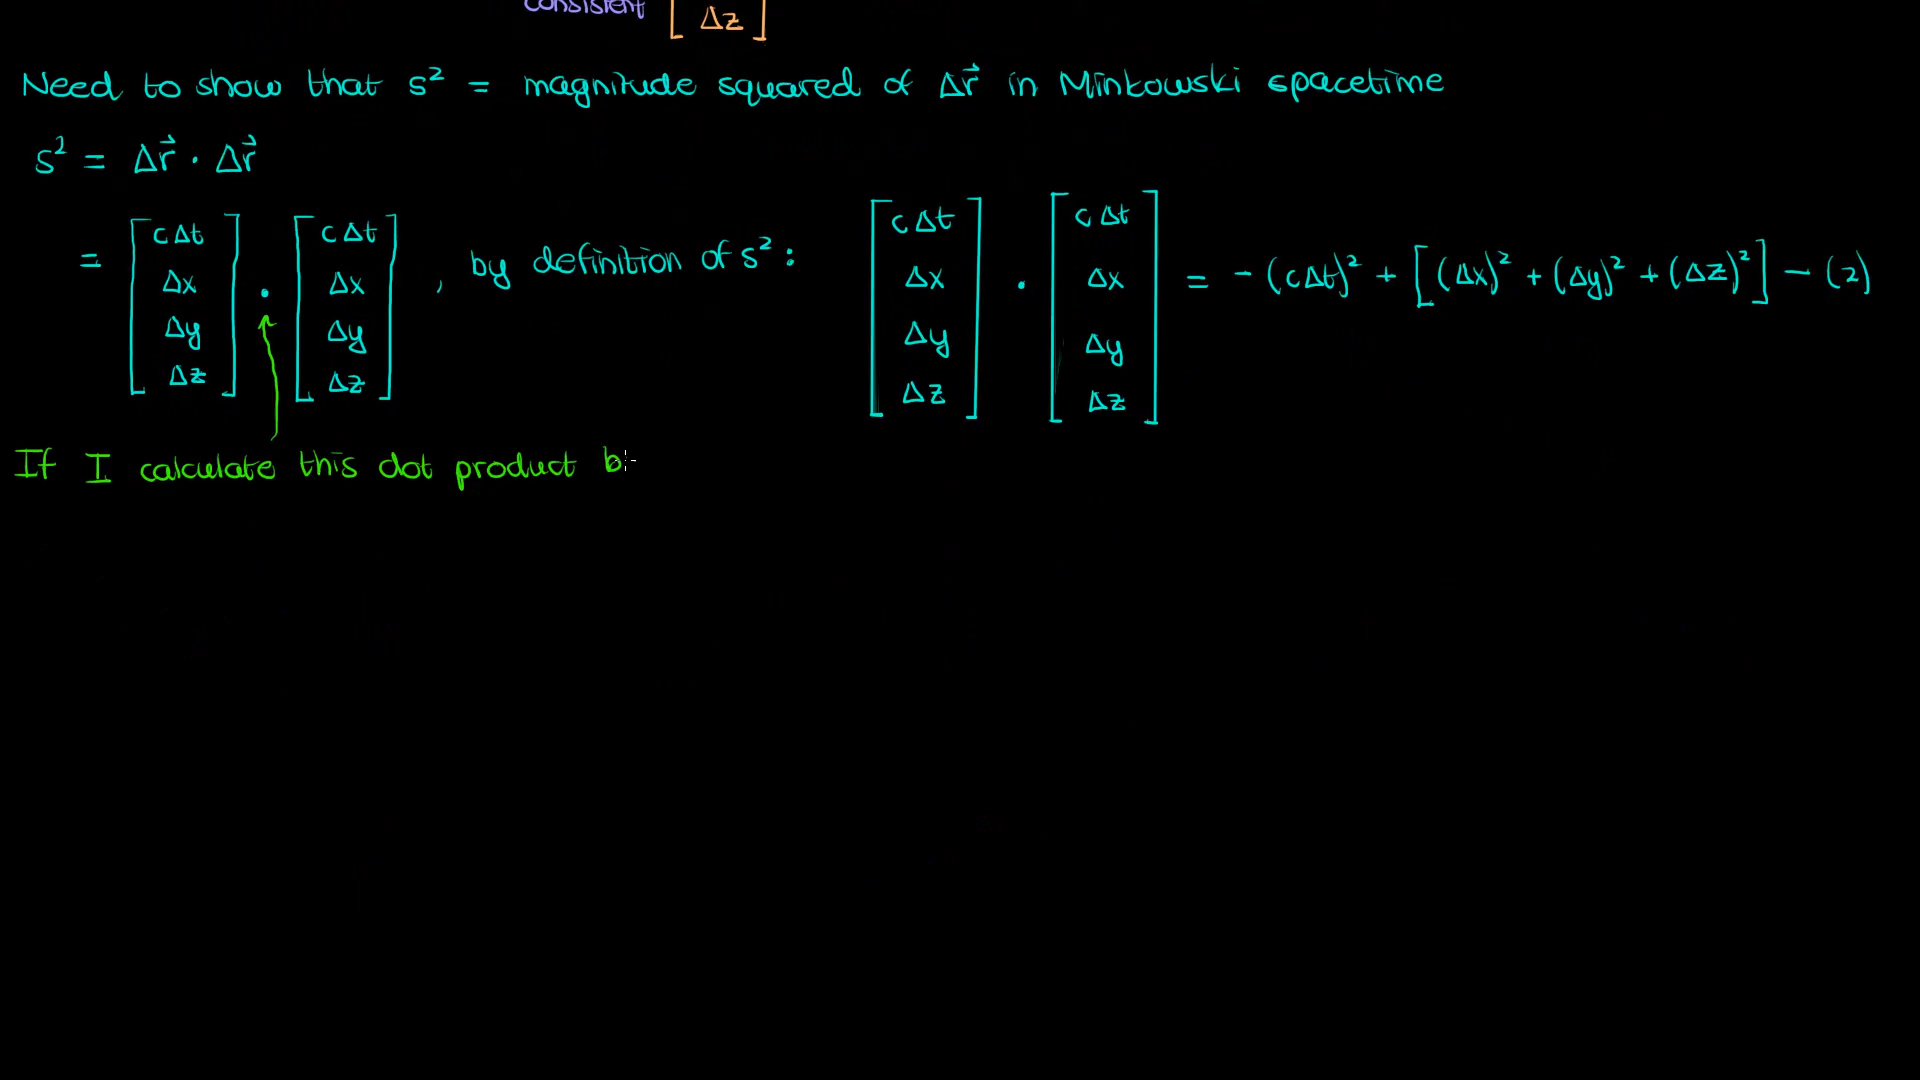 consistent [ Δz ]
Need to show that s² = magnitude squared of Δr⃗ in Minkowski spacetime
s² = Δr⃗ · Δr⃗
= [ cΔt Δx Δy Δz ] · [ cΔt Δx Δy Δz ] , by definition of s² : [ cΔt Δx Δy Δz ] · [ cΔt Δx Δy Δz ] = - (cΔt)² + [(Δx)² + (Δy)² + (Δz)²] - (2)
If I calculate this dot product b